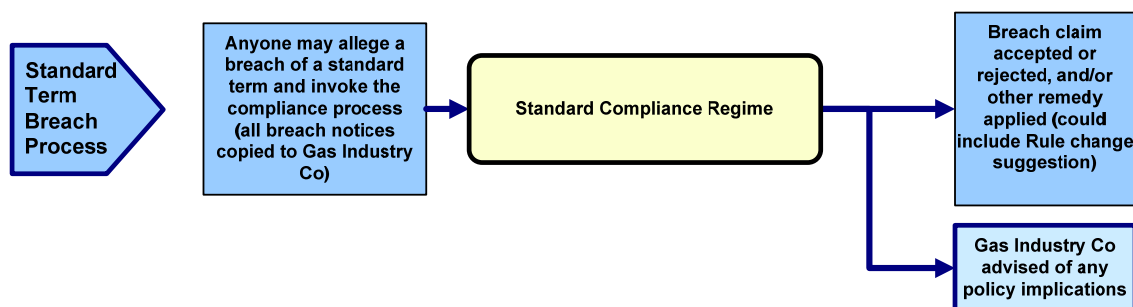 Standard
Term
Breach
Process
Anyone may allege a
breach of a standard
term and invoke the
compliance process
(all breach notices
copied to Gas Industry
Co)
Standard Compliance Regime
Breach claim
accepted or
rejected, and/or
other remedy
applied (could
include Rule change
suggestion)
Gas Industry Co
advised of any
policy implications